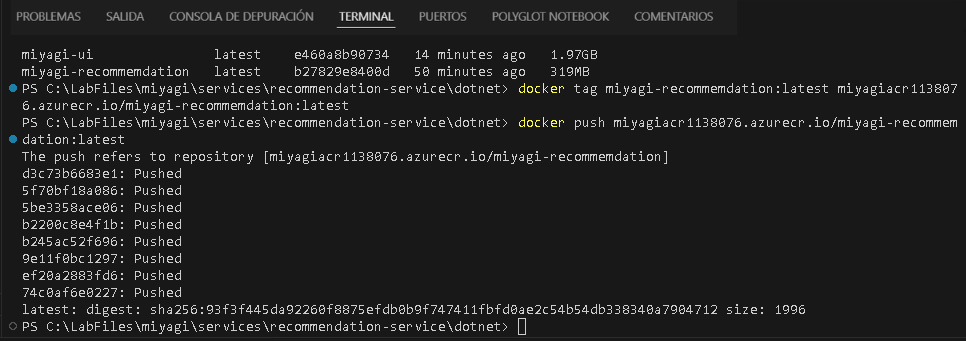 PROBLEMAS SALIDA CONSOLA DE DEPURACIÓN TERMINAL PUERTOS POLYGLOT NOTEBOOK COMENTARIOS
miyagi-ui latest e460a8b90734 14 minutes ago 1.97GB
miyagi-recommemdation latest b27829e8400d 50 minutes ago 319MB
PS C:\LabFiles\miyagi\services\recommendation-service\dotnet> docker tag miyagi-recommemdation:latest miyagiacr113807
6.azurecr.io/miyagi-recommemdation:latest
PS C:\LabFiles\miyagi\services\recommendation-service\dotnet> docker push miyagiacr1138076.azurecr.io/miyagi-recommem
dation:latest
The push refers to repository [miyagiacr1138076.azurecr.io/miyagi-recommemdation]
d3c73b6683e1: Pushed
5f70bf18a086: Pushed
5be3358ace06: Pushed
b2200c8e4f1b: Pushed
b245ac52f696: Pushed
9e11f0bc1297: Pushed
ef20a2883fd6: Pushed
74c0af6e0227: Pushed
latest: digest: sha256:93f3f445da92260f8875efdb0b9f747411fbfd0ae2c54b54db338340a7904712 size: 1996
PS C:\LabFiles\miyagi\services\recommendation-service\dotnet>